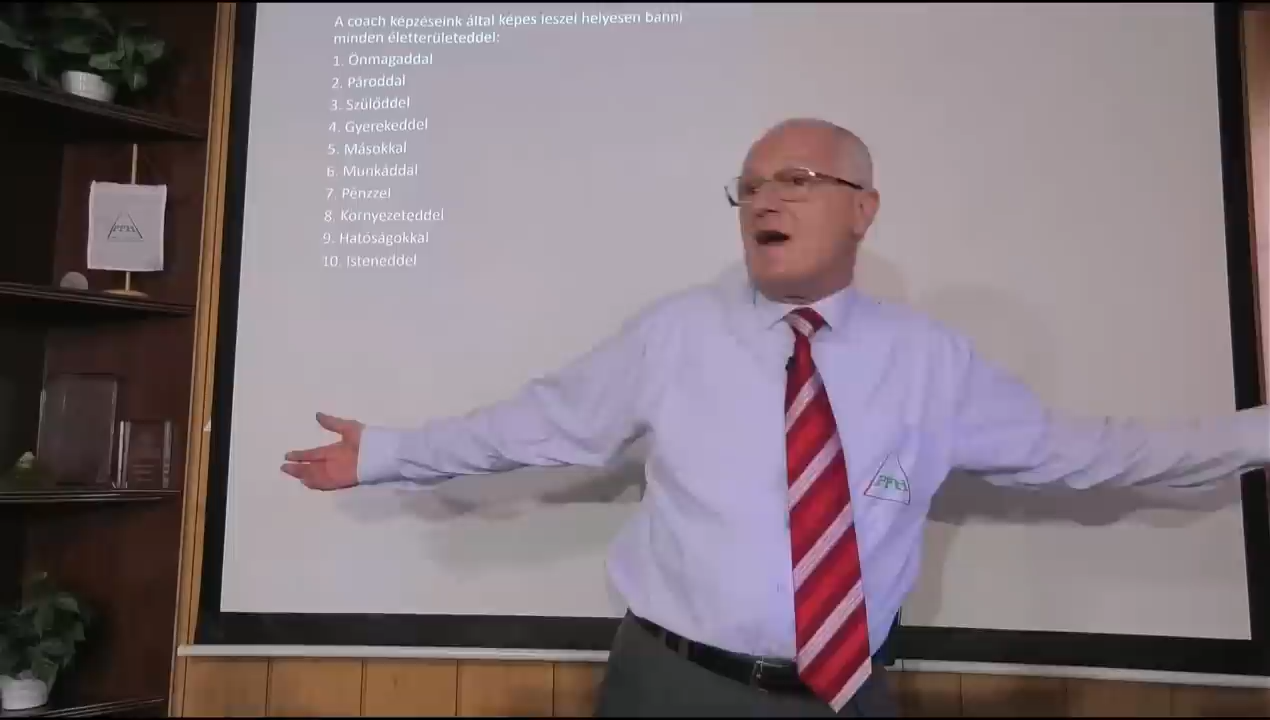 A coach képzéseink által képes leszel helyesen bánni
minden életterületeddel:
1. Önmagaddal
2. Pároddal
3. Szülőddel
4. Gyerekeddel
5. Másokkal
6. Munkáddal
7. Pénzzel
8. Környezeteddel
9. Hatóságokkal
10. Isteneddel